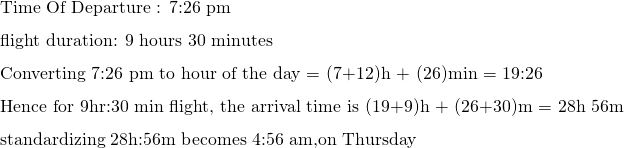 Time Of Departure : 7:26 pm
flight duration: 9 hours 30 minutes
Converting 7:26 pm to hour of the day = (7+12)h + (26)min = 19:26
Hence for 9hr:30 min flight, the arrival time is (19+9)h + (26+30)m = 28h 56m
standardizing 28h:56m becomes 4:56 am,on Thursday